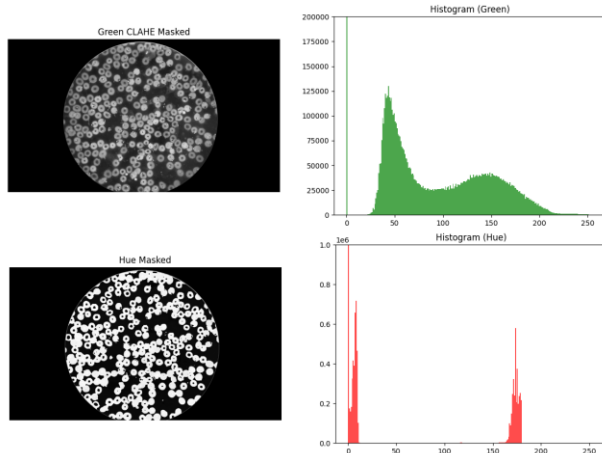 Green CLAHE Masked
Histogram (Green)
200000
175000
150000
125000
100000
75000
50000
25000
0
0 50 100 150 200 250
Hue Masked
Histogram (Hue)
1e6
1.0
0.8
0.6
0.4
0.2
0.0
0 50 100 150 200 250